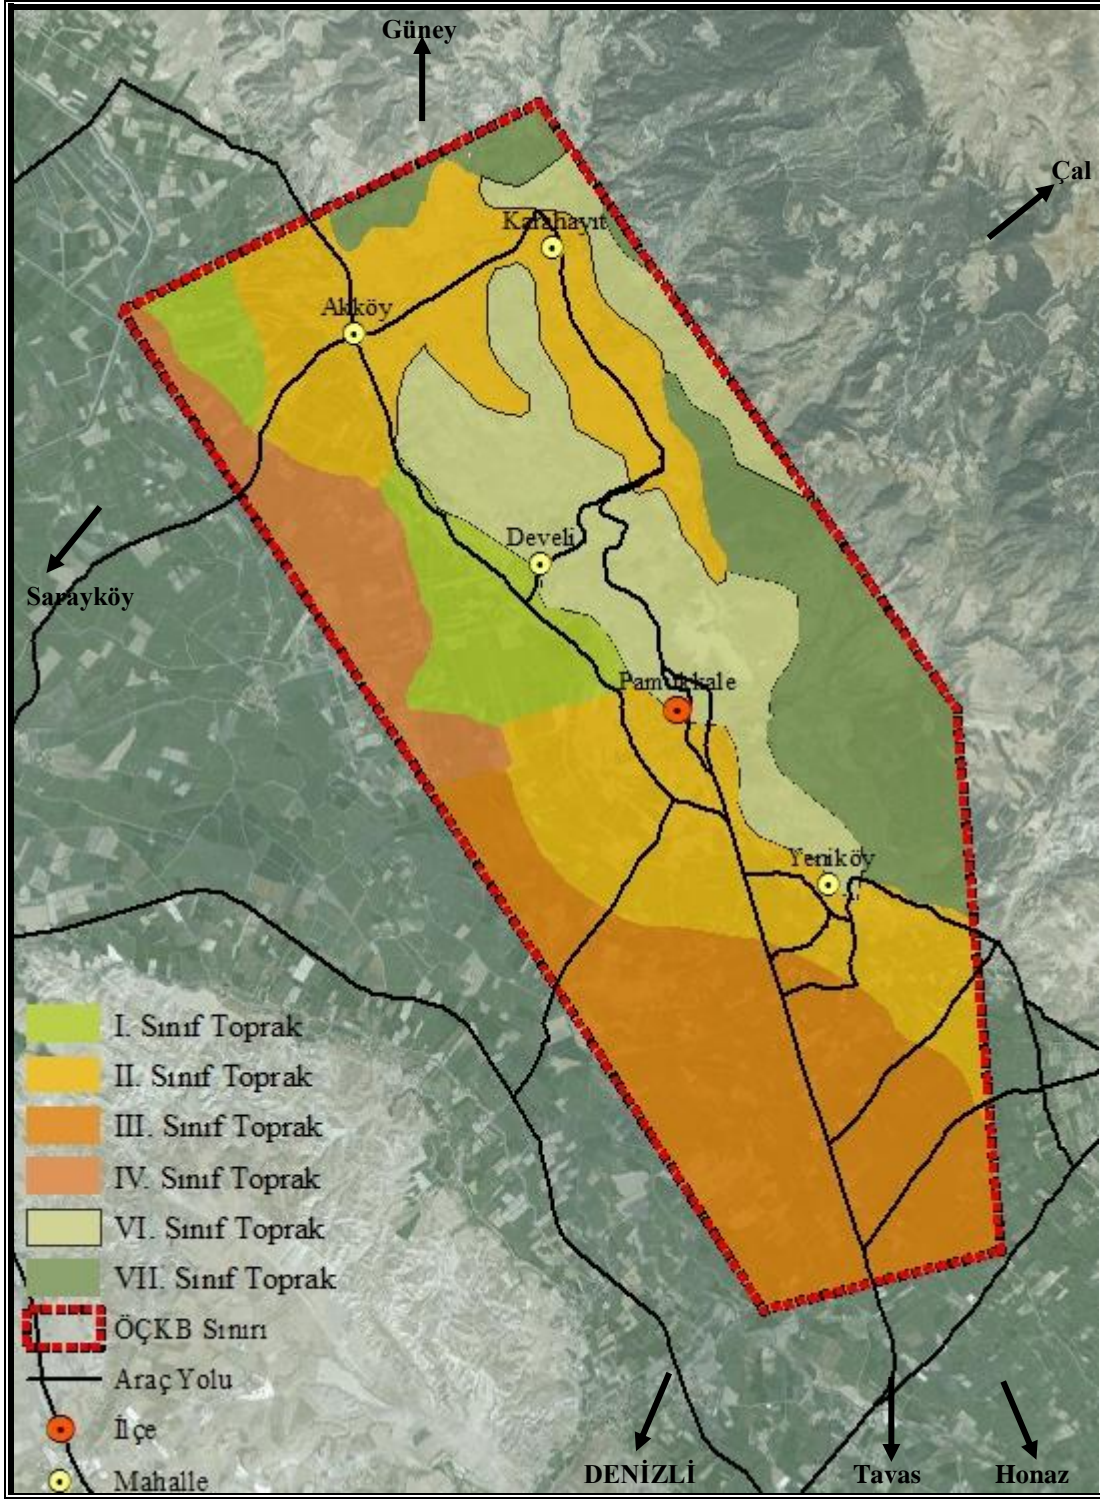 Güney
Çal
Karahayıt
Akköy
Develi
Sarayköy
Pamukkale
Yeniköy
I. Sınıf Toprak
II. Sınıf Toprak
III. Sınıf Toprak
IV. Sınıf Toprak
VI. Sınıf Toprak
VII. Sınıf Toprak
ÖÇKB Sınırı
Araç Yolu
İlçe
Mahalle
DENİZLİ
Tavas
Honaz